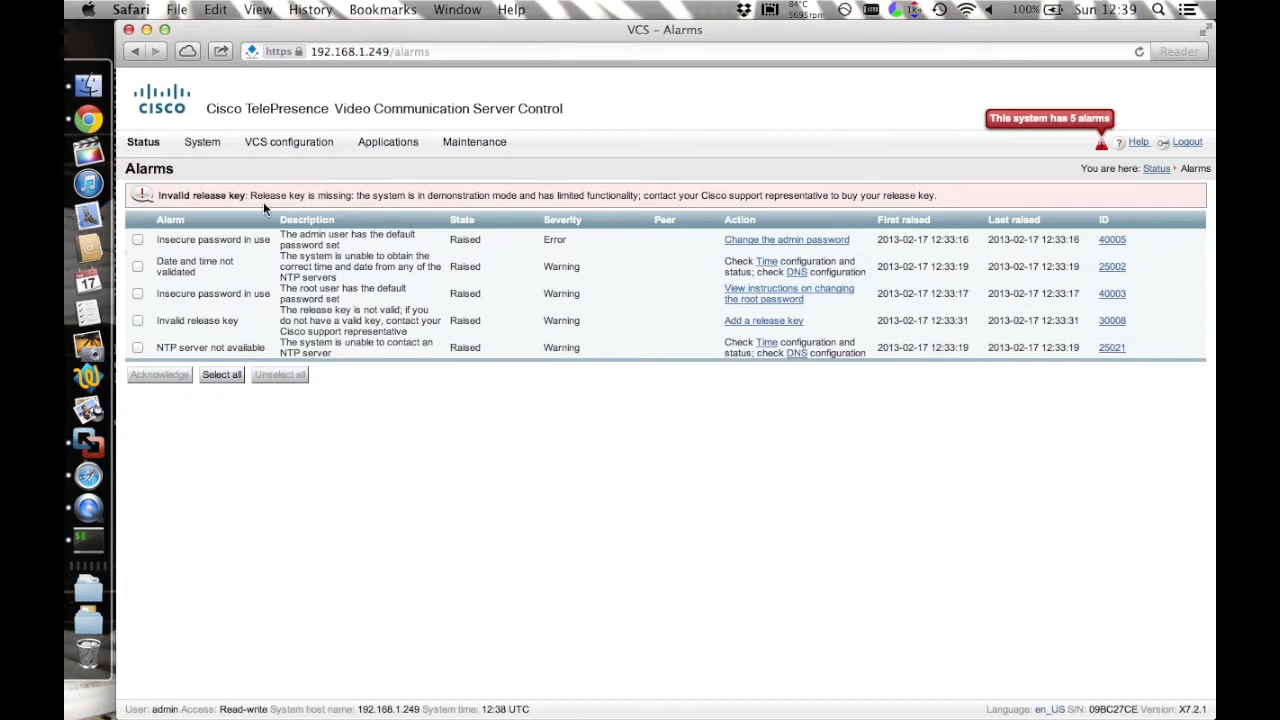 Safari File Edit View History Bookmarks Window Help 84°C 5695rpm 100% Sun 12:39
VCS – Alarms
https 192.168.1.249/alarms Reader
CISCO Cisco TelePresence Video Communication Server Control
This system has 5 alarms
Status System VCS configuration Applications Maintenance Help Logout
Alarms You are here: Status Alarms
Invalid release key: Release key is missing: the system is in demonstration mode and has limited functionality; contact your Cisco support representative to buy your release key.
Alarm Description State Severity Peer Action First raised Last raised ID
Insecure password in use The admin user has the default password set Raised Error Change the admin password 2013-02-17 12:33:16 2013-02-17 12:33:16 40005
Date and time not validated The system is unable to obtain the correct time and date from any of the NTP servers Raised Warning Check Time configuration and status; check DNS configuration 2013-02-17 12:33:19 2013-02-17 12:33:19 25002
Insecure password in use The root user has the default password set Raised Warning View instructions on changing the root password 2013-02-17 12:33:17 2013-02-17 12:33:17 40003
Invalid release key The release key is not valid; if you do not have a valid key, contact your Cisco support representative Raised Warning Add a release key 2013-02-17 12:33:31 2013-02-17 12:33:31 30008
NTP server not available The system is unable to contact an NTP server Raised Warning Check Time configuration and status; check DNS configuration 2013-02-17 12:33:19 2013-02-17 12:33:19 25021
Acknowledge Select all Unselect all
17
User: admin Access: Read-write System host name: 192.168.1.249 System time: 12:38 UTC Language: en_US S/N: 09BC27CE Version: X7.2.1